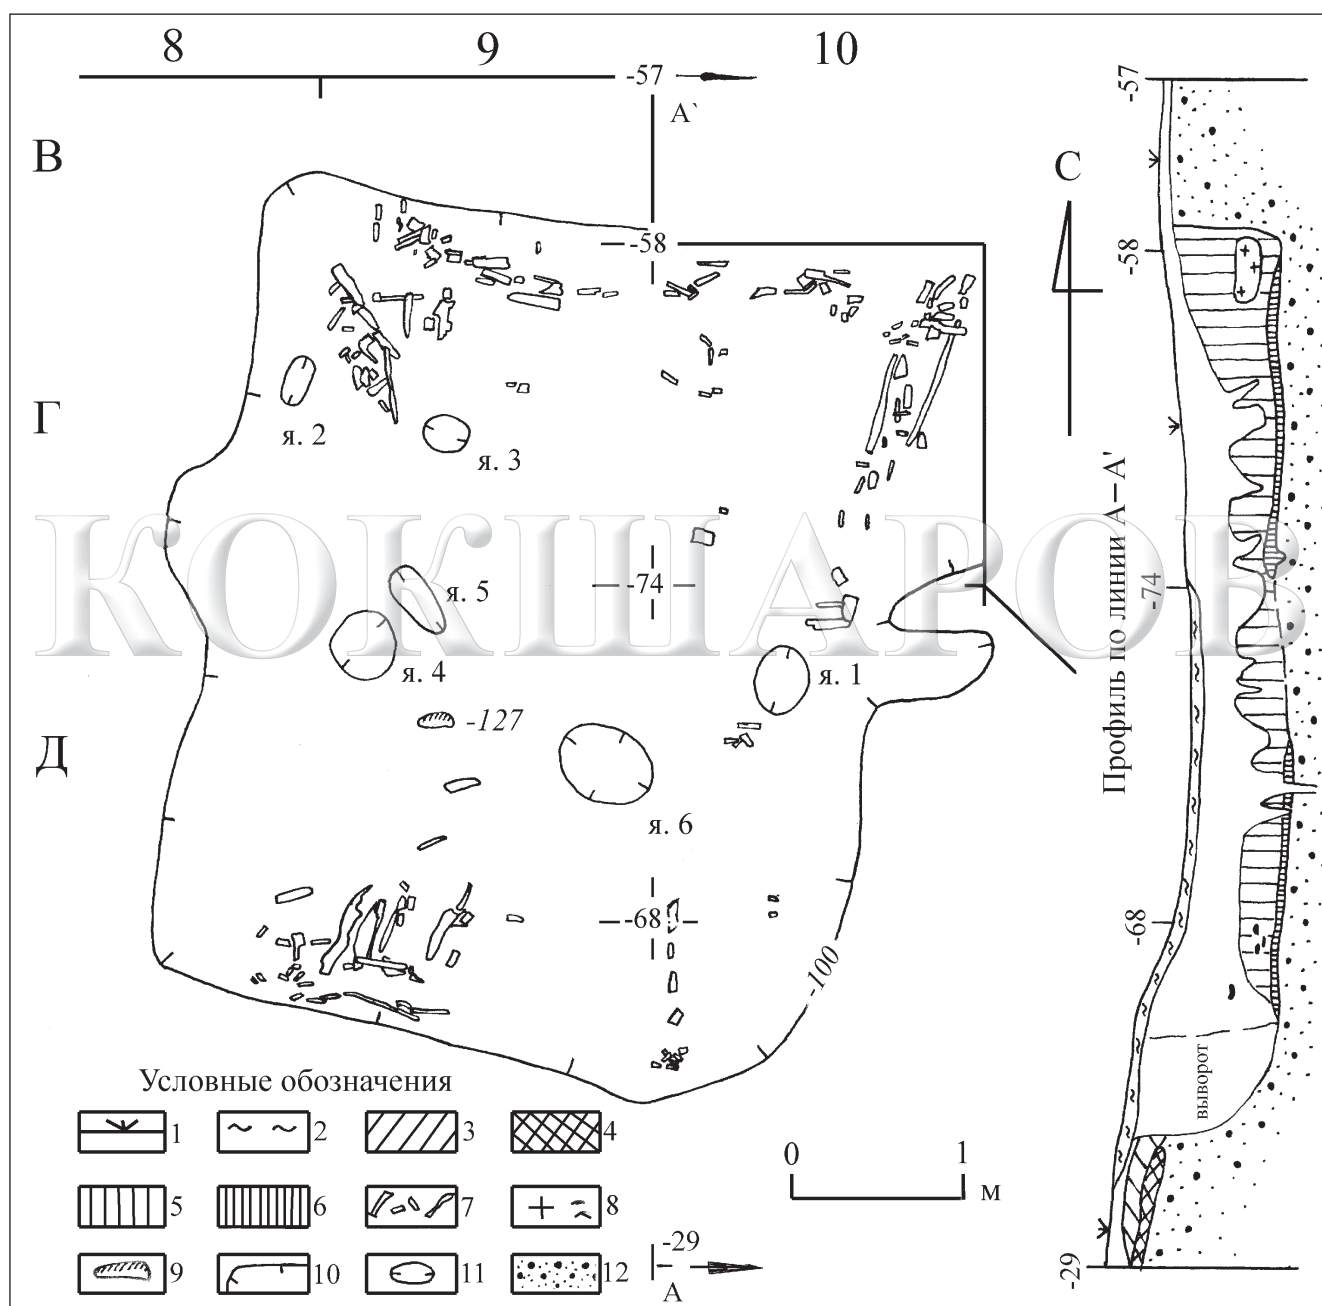 8 9 10
-57
А`
В
-58
С
Г
я. 2
я. 3
КОКШАРОВ
-74
я. 5
я. 4
я. 1
-127
Д
я. 6
-68
-100
Условные обозначения
1 2 3 4
5 6 7 8
9 10 11 12
0 1
м
-29
А
Профиль по линии А–А'
-57
-58
-74
-68
-29
выворот